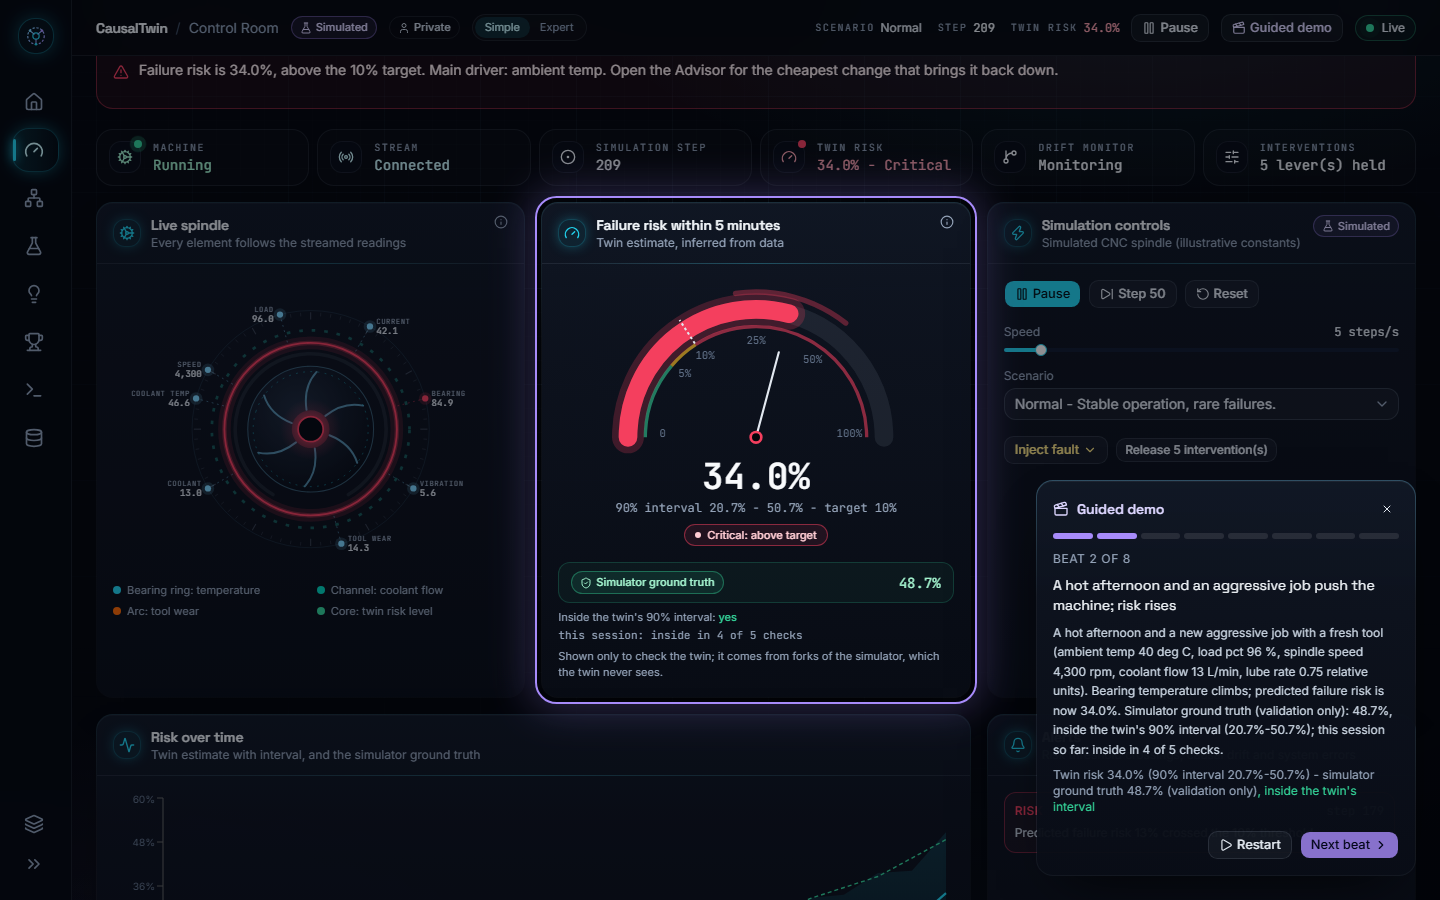 CausalTwin / Control Room Simulated Private Simple Expert SCENARIO Normal STEP 209 TWIN RISK 34.0% Pause Guided demo Live
Failure risk is 34.0%, above the 10% target. Main driver: ambient temp. Open the Advisor for the cheapest change that brings it back down.
MACHINE
Running
STREAM
Connected
SIMULATION STEP
209
TWIN RISK
34.0% - Critical
DRIFT MONITOR
Monitoring
INTERVENTIONS
5 lever(s) held
Live spindle
Every element follows the streamed readings
LOAD
96.0
CURRENT
42.1
SPEED
4,300
COOLANT TEMP
46.6
BEARING
84.9
COOLANT
13.0
VIBRATION
5.6
TOOL WEAR
14.3
Bearing ring: temperature
Channel: coolant flow
Arc: tool wear
Core: twin risk level
Failure risk within 5 minutes
Twin estimate, inferred from data
0
5%
10%
25%
50%
100%
34.0%
90% interval 20.7% - 50.7% - target 10%
Critical: above target
Simulator ground truth 48.7%
Inside the twin's 90% interval: yes
this session: inside in 4 of 5 checks
Shown only to check the twin; it comes from forks of the simulator, which
the twin never sees.
Simulation controls
Simulated CNC spindle (illustrative constants)
Simulated
Pause Step 50 Reset
Speed 5 steps/s
Scenario
Normal - Stable operation, rare failures.
Inject fault Release 5 intervention(s)
Guided demo
BEAT 2 OF 8
A hot afternoon and an aggressive job push the
machine; risk rises
A hot afternoon and a new aggressive job with a fresh tool
(ambient temp 40 deg C, load pct 96 %, spindle speed
4,300 rpm, coolant flow 13 L/min, lube rate 0.75 relative
units). Bearing temperature climbs; predicted failure risk is
now 34.0%. Simulator ground truth (validation only): 48.7%,
inside the twin's 90% interval (20.7%-50.7%); this session
so far: inside in 4 of 5 checks.
Twin risk 34.0% (90% interval 20.7%-50.7%) - simulator
ground truth 48.7% (validation only), inside the twin's
interval
Restart Next beat
Risk over time
Twin estimate with interval, and the simulator ground truth
60%
48%
36%